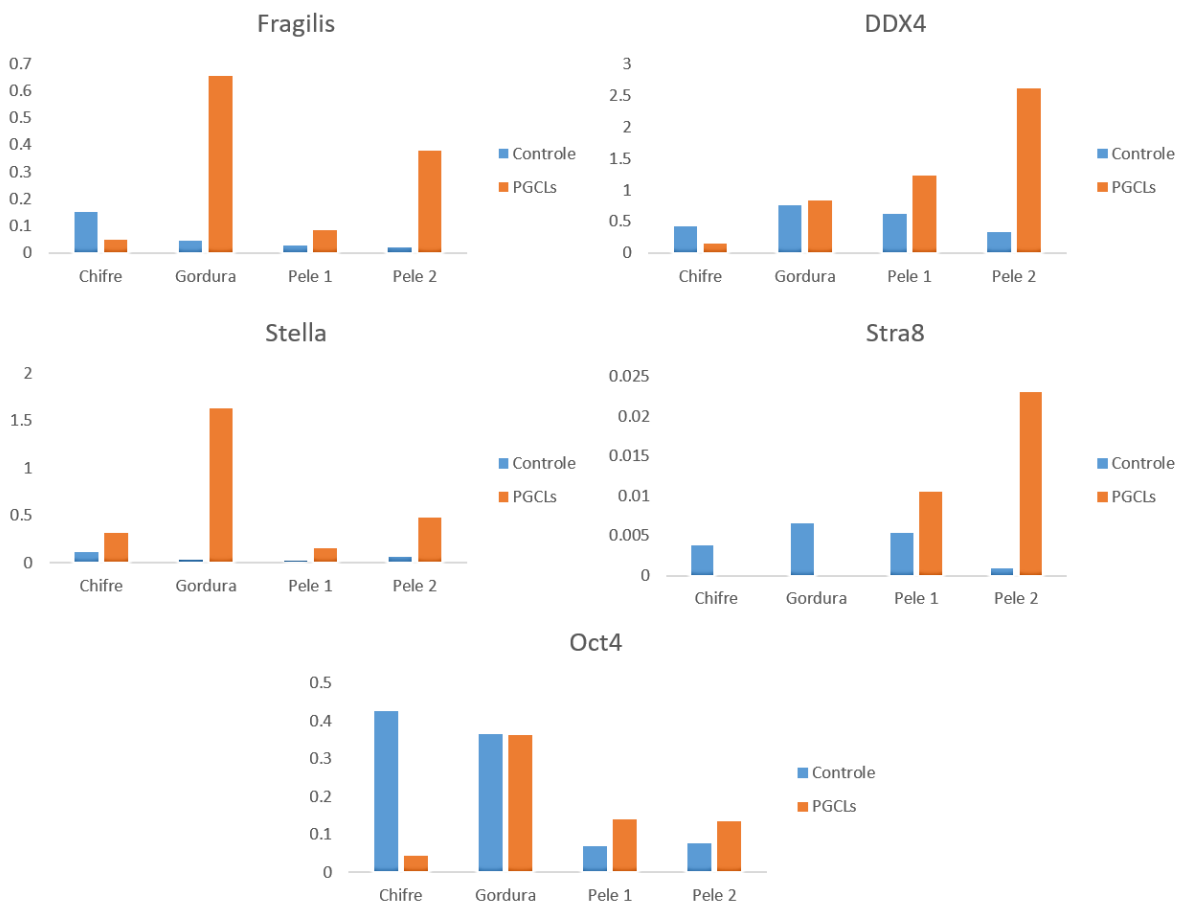 Fragilis
0.7
0.6
0.5
0.4
0.3
0.2
0.1
0
Chifre Gordura Pele 1 Pele 2
Controle
PGCLs
DDX4
3
2.5
2
1.5
1
0.5
0
Chifre Gordura Pele 1 Pele 2
Controle
PGCLs
Stella
2
1.5
1
0.5
0
Chifre Gordura Pele 1 Pele 2
Controle
PGCLs
Stra8
0.025
0.02
0.015
0.01
0.005
0
Chifre Gordura Pele 1 Pele 2
Controle
PGCLs
Oct4
0.5
0.4
0.3
0.2
0.1
0
Chifre Gordura Pele 1 Pele 2
Controle
PGCLs